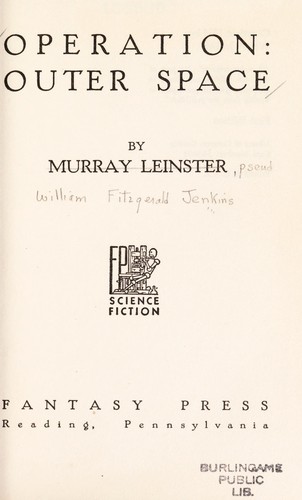 OPERATION:
OUTER SPACE
BY
MURRAY LEINSTER, pseud
William Fitzgerald Jenkins
FP
SCIENCE
FICTION
FANTASY PRESS
Reading, Pennsylvania
BURLINGAME
PUBLIC
LIB.